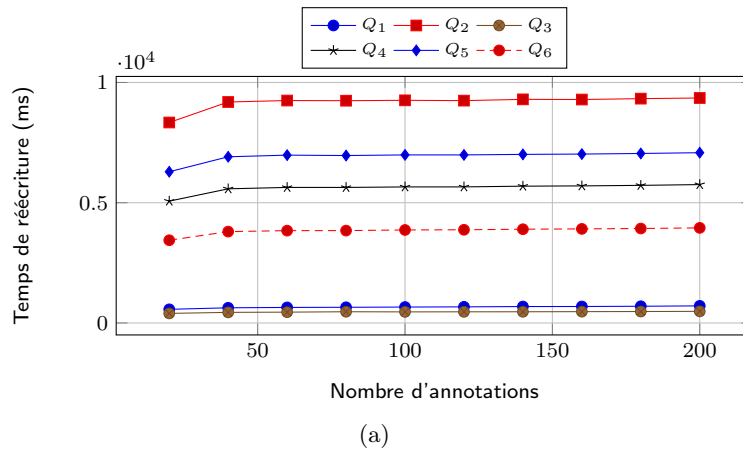 Q1 Q2 Q3
Q4 Q5 Q6
·10^4
1
0.5
0
50 100 150 200
Temps de réécriture (ms)
Nombre d'annotations
(a)